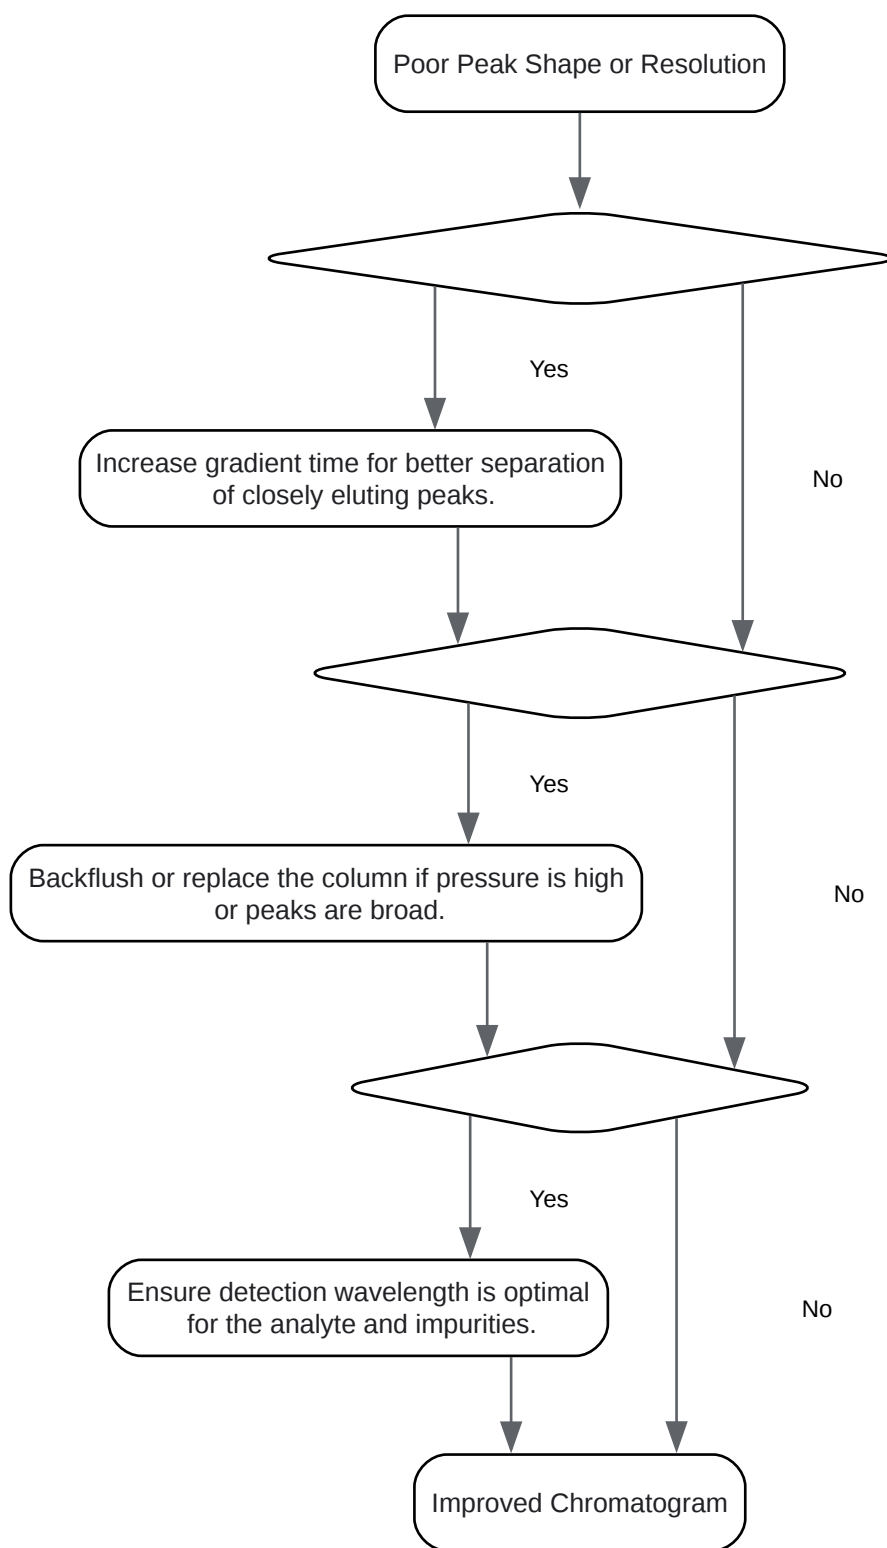 Poor Peak Shape or Resolution
Yes
Increase gradient time for better separation
of closely eluting peaks.
No
Yes
Backflush or replace the column if pressure is high
or peaks are broad.
No
Yes
Ensure detection wavelength is optimal
for the analyte and impurities.
No
Improved Chromatogram